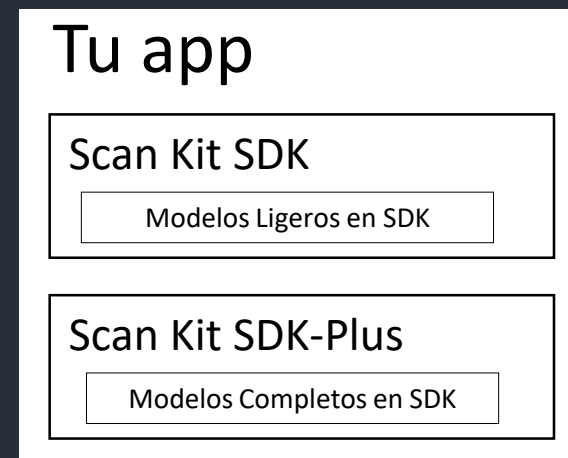 Tu app
Scan Kit SDK
Modelos Ligeros en SDK
Scan Kit SDK-Plus
Modelos Completos en SDK